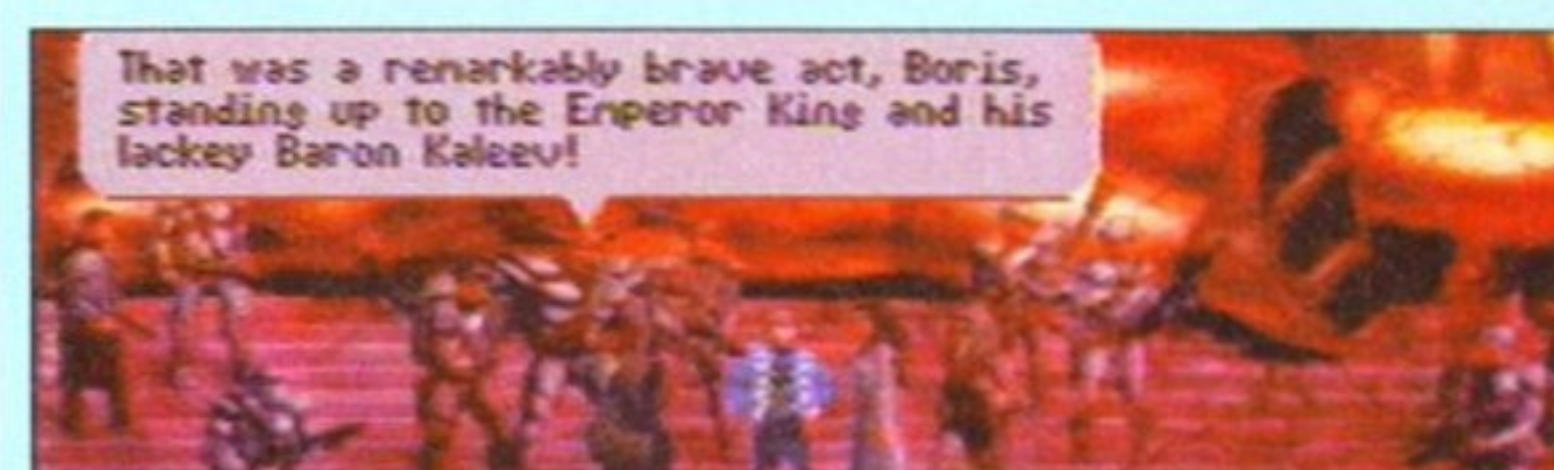 That was a remarkably brave act, Boris,
standing up to the Emperor King and his
lackey Baron Kaleev!